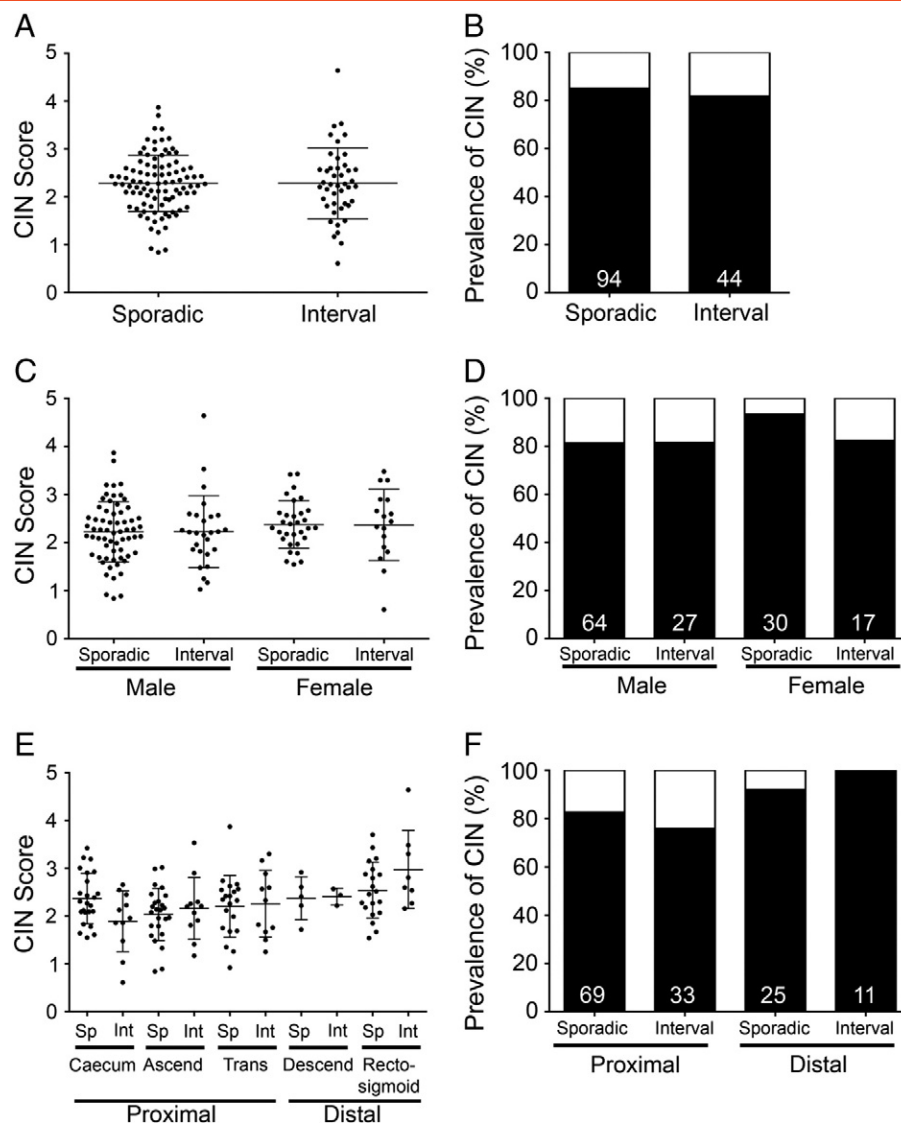 A
CIN Score
5
4
3
2
1
0
Sporadic Interval
B
Prevalence of CIN (%)
100
80
60
40
20
0
94 44
Sporadic Interval
C
CIN Score
5
4
3
2
1
0
Sporadic Interval Sporadic Interval
Male Female
D
Prevalence of CIN (%)
100
80
60
40
20
0
64 27 30 17
Sporadic Interval Sporadic Interval
Male Female
E
CIN Score
5
4
3
2
1
0
Sp Int Sp Int Sp Int Sp Int Sp Int
Caecum Ascend Trans Descend Recto-
sigmoid
Proximal Distal
F
Prevalence of CIN (%)
100
80
60
40
20
0
69 33 25 11
Sporadic Interval Sporadic Interval
Proximal Distal